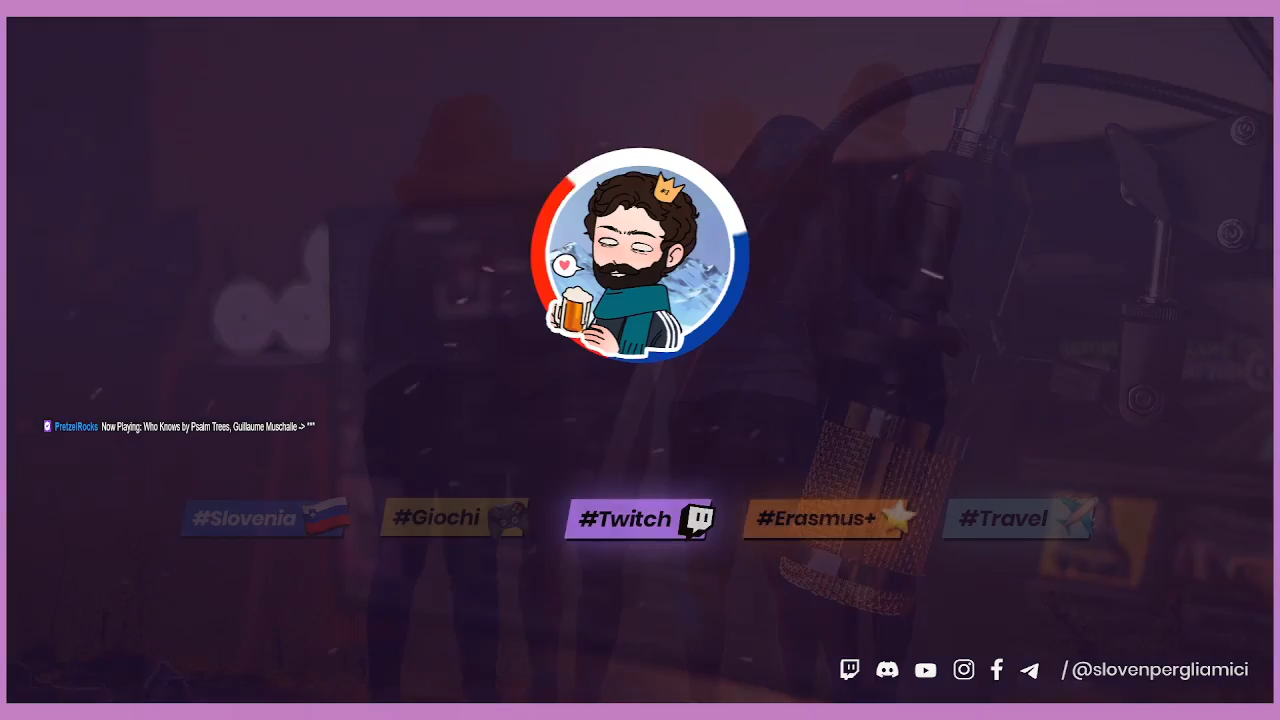 #1
PretzelRocks Now Playing: Who Knows by Psalm Trees, Guillaume Muschalle -> ***
#Slovenia
#Giochi
#Twitch
#Erasmus+
#Travel
/@slovenpergliamici